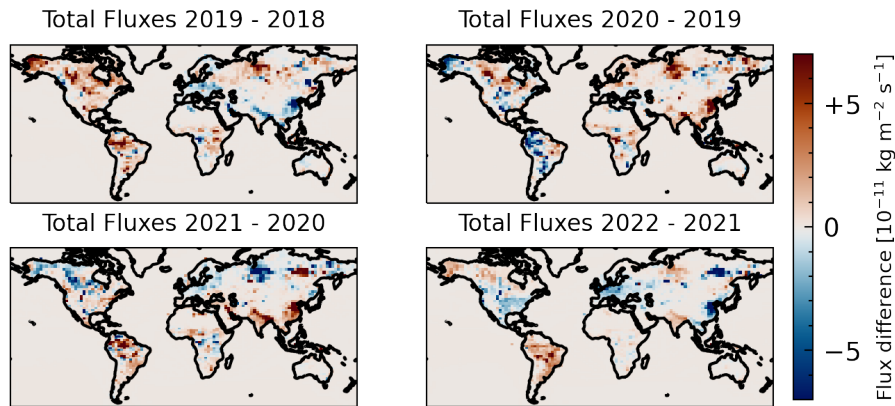 Total Fluxes 2019 - 2018
Total Fluxes 2020 - 2019
Total Fluxes 2021 - 2020
Total Fluxes 2022 - 2021
+5
0
−5
Flux difference [10⁻¹¹ kg m⁻² s⁻¹]